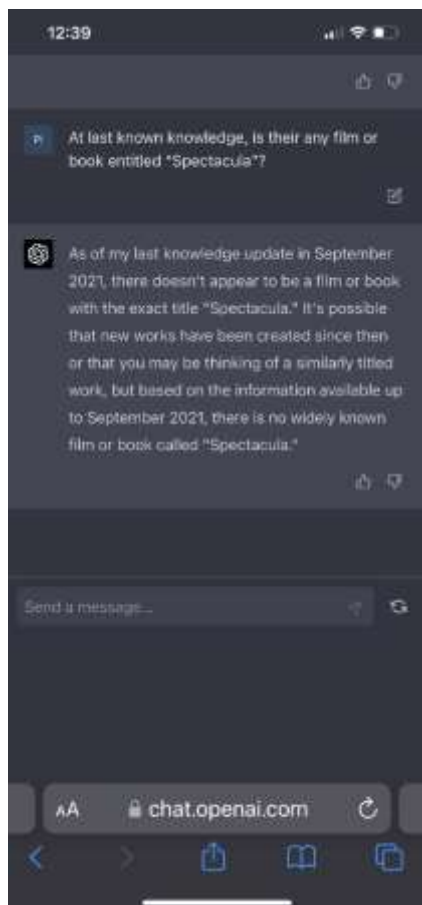 12:39
PI
At last known knowledge, is their any film or
book entitled "Spectacula"?
As of my last knowledge update in September
2021, there doesn't appear to be a film or book
with the exact title "Spectacula." It's possible
that new works have been created since then
or that you may be thinking of a similarly titled
work, but based on the information available up
to September 2021, there is no widely known
film or book called "Spectacula."
Send a message...
AA chat.openai.com